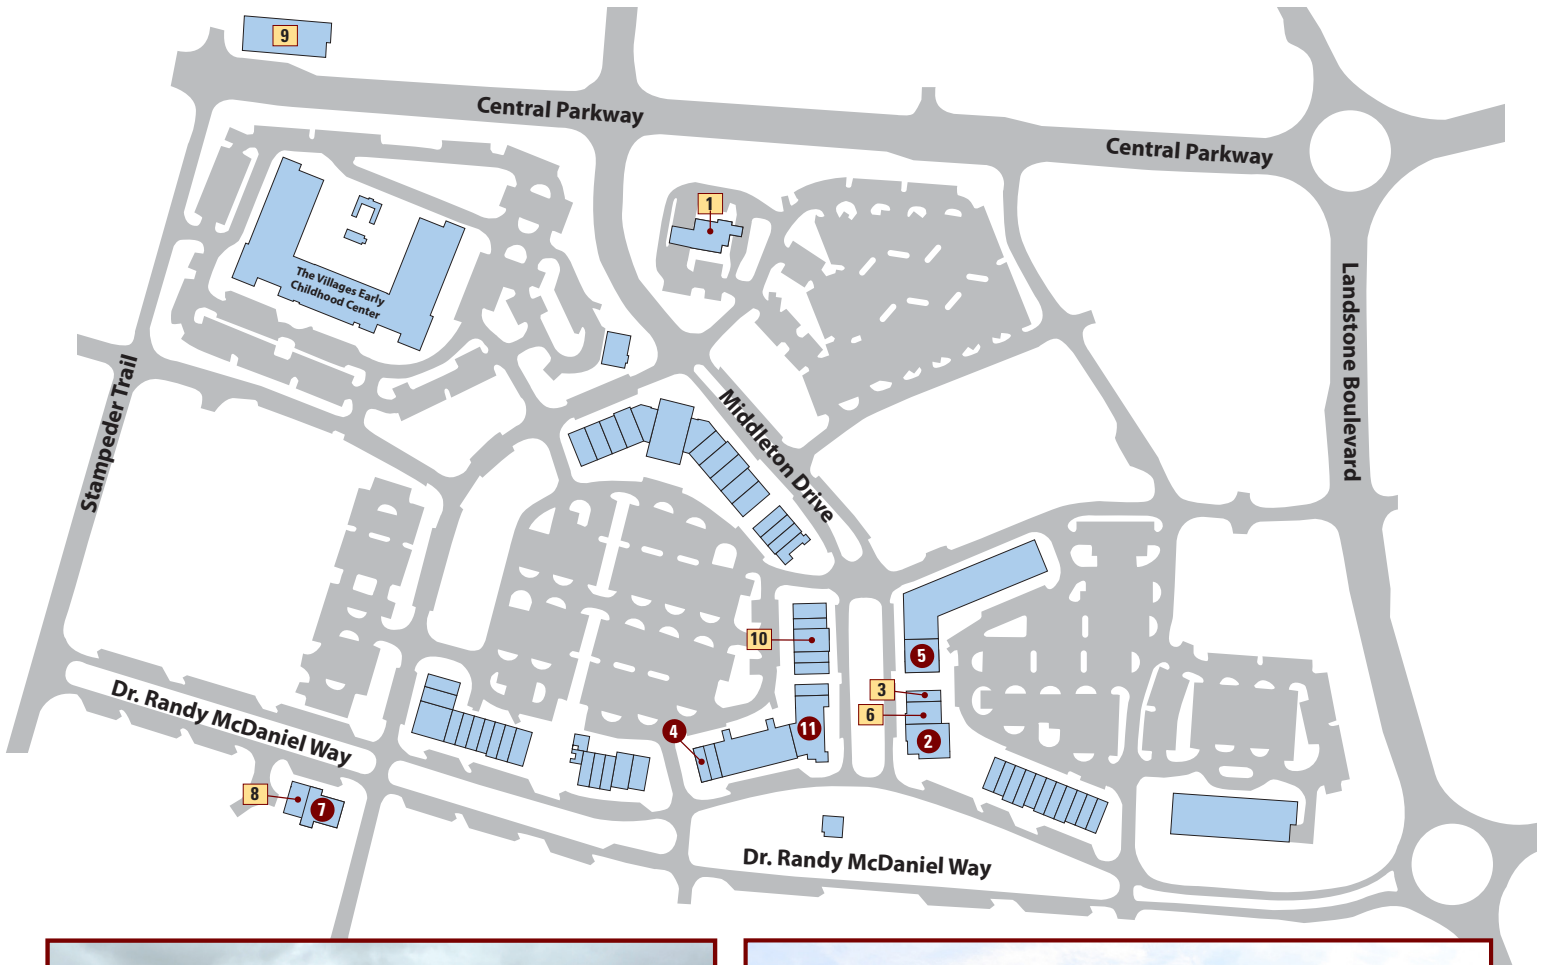 9
Central Parkway
Central Parkway
1
The Villages Early
Childhood Center
Landstone Boulevard
Stampeder Trail
Middleton Drive
10
5
3
6
4
11
2
Dr. Randy McDaniel Way
8
7
Dr. Randy McDaniel Way